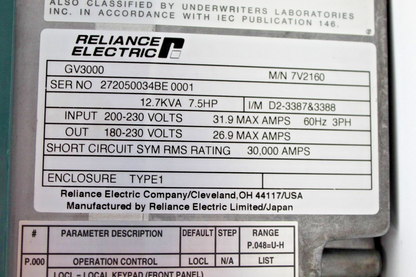 ALSO CLASSIFIED BY UNDERWRITERS LABORATORIES
INC. IN ACCORDANCE WITH IEC PUBLICATION 146.
RELIANCE
ELECTRIC
GV3000 M/N 7V2160
SER NO 272050034BE 0001
12.7KVA 7.5HP I/M D2-3387&3388
INPUT 200-230 VOLTS 31.9 MAX AMPS 60Hz 3PH
OUT 180-230 VOLTS 26.9 MAX AMPS
SHORT CIRCUIT SYM RMS RATING 30,000 AMPS
ENCLOSURE TYPE1
Reliance Electric Company/Cleveland,OH 44117/USA
Manufactured by Reliance Electric Limited/Japan
# PARAMETER DESCRIPTION DEFAULT STEP RANGE
P.048=U-H
P.000 OPERATION CONTROL LOCL N/A LIST
LOCL - LOCAL KEYPAD (FRONT PANEL)